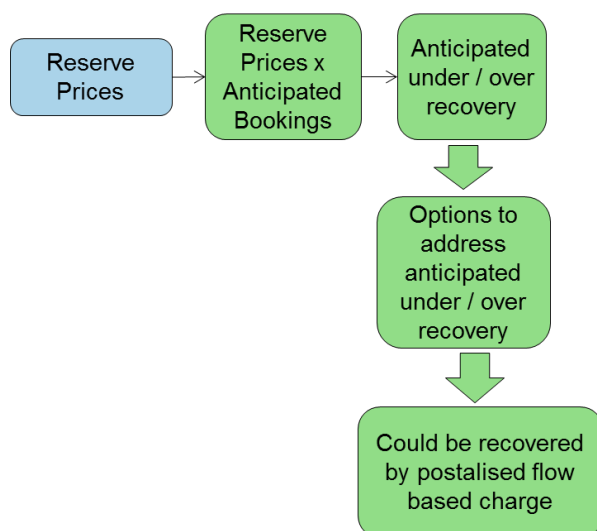 Reserve
Prices
Reserve
Prices x
Anticipated
Bookings
Anticipated
under / over
recovery
Options to
address
anticipated
under / over
recovery
Could be recovered
by postalised flow
based charge